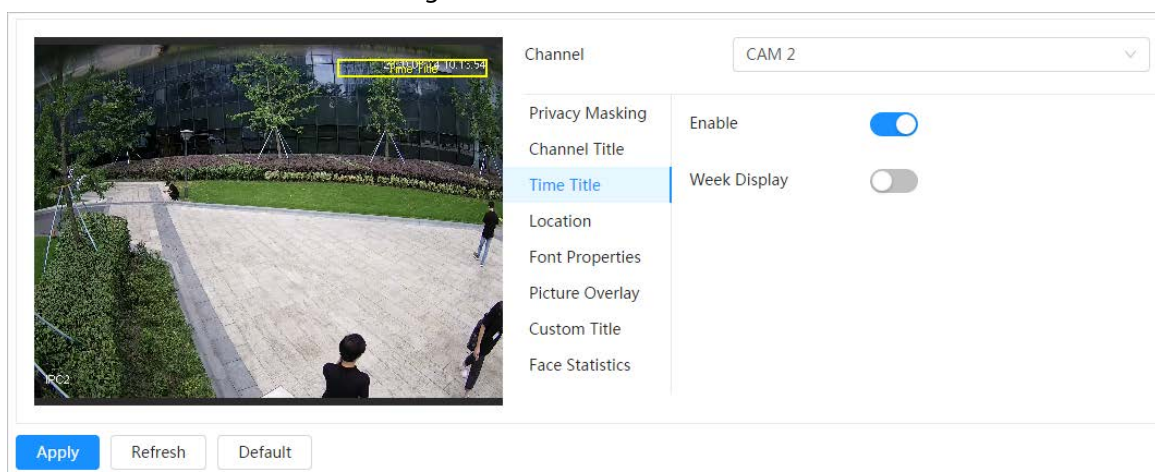 Channel
CAM 2
Time Title
Privacy Masking
Channel Title
Time Title
Location
Font Properties
Picture Overlay
Custom Title
Face Statistics
Enable
Week Display
IPC2
Apply
Refresh
Default